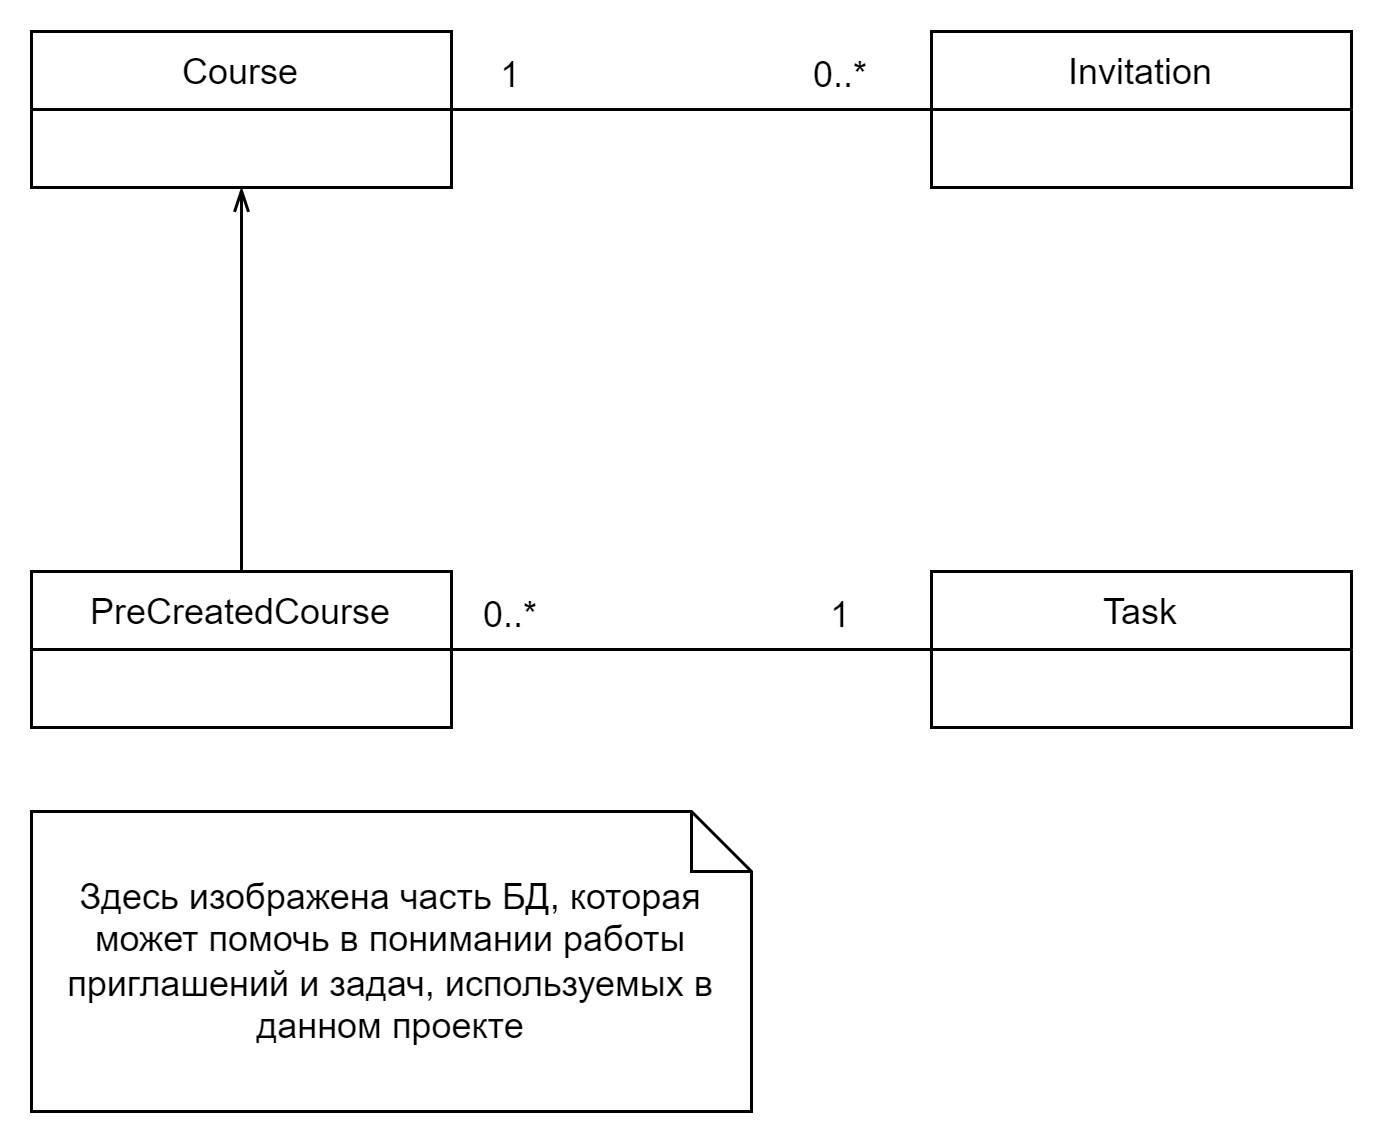 Course
1
0..*
Invitation
PreCreatedCourse
0..*
1
Task
Здесь изображена часть БД, которая
может помочь в понимании работы
приглашений и задач, используемых в
данном проекте